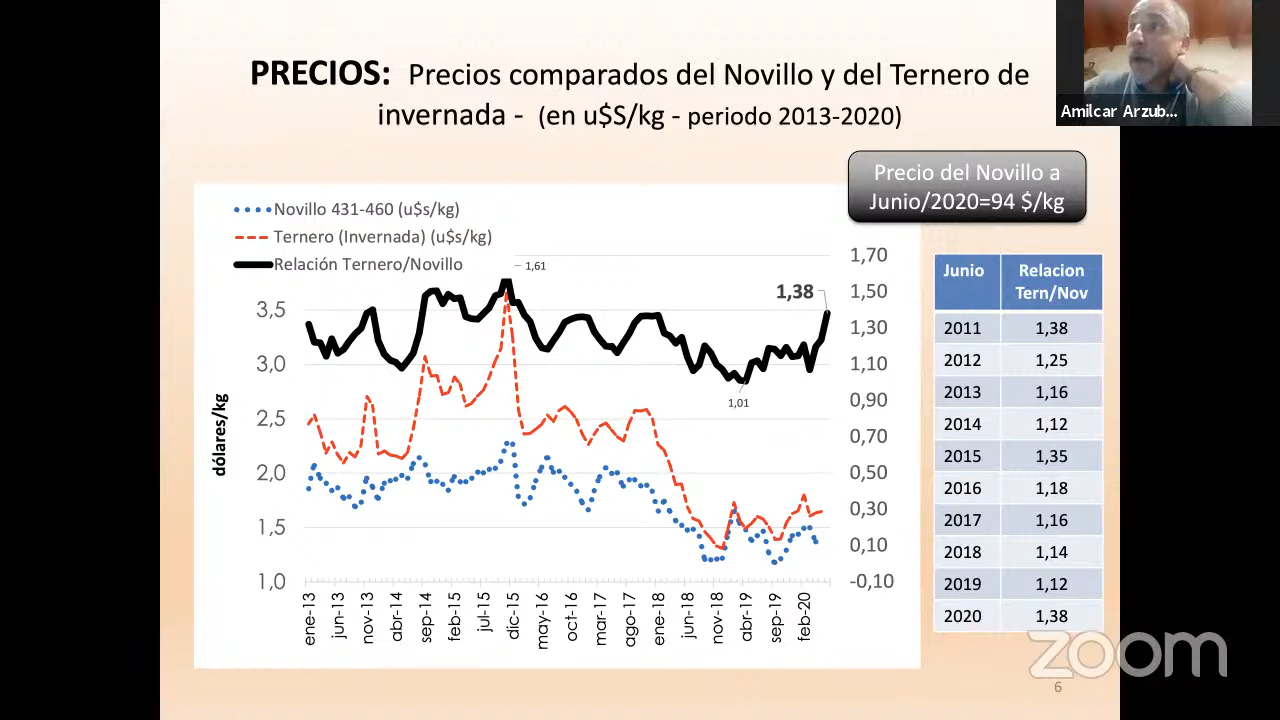 PRECIOS: Precios comparados del Novillo y del Ternero de
invernada - (en u$S/kg - periodo 2013-2020)
Amilcar Arzub...
Precio del Novillo a
Junio/2020=94 $/kg
Novillo 431-460 (u$s/kg)
Ternero (Invernada) (u$s/kg)
Relación Ternero/Novillo
1,61
1,38
1,01
dólares/kg
3,5
3,0
2,5
2,0
1,5
1,0
1,70
1,50
1,30
1,10
0,90
0,70
0,50
0,30
0,10
-0,10
ene-13
jun-13
nov-13
abr-14
sep-14
feb-15
jul-15
dic-15
may-16
oct-16
mar-17
ago-17
ene-18
jun-18
nov-18
abr-19
sep-19
feb-20
Junio Relacion
Tern/Nov
2011 1,38
2012 1,25
2013 1,16
2014 1,12
2015 1,35
2016 1,18
2017 1,16
2018 1,14
2019 1,12
2020 1,38
zoom
6